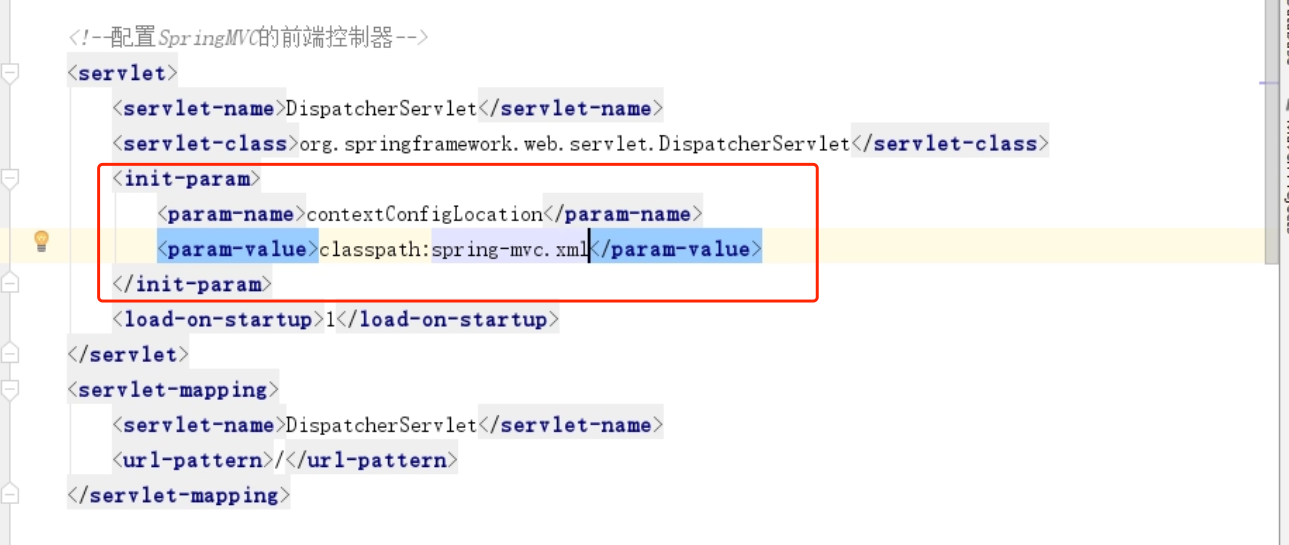 <!--配置SpringMVC的前端控制器-->
<servlet>
<servlet-name>DispatcherServlet</servlet-name>
<servlet-class>org.springframework.web.servlet.DispatcherServlet</servlet-class>
<init-param>
<param-name>contextConfigLocation</param-name>
<param-value>classpath:spring-mvc.xml</param-value>
</init-param>
<load-on-startup>1</load-on-startup>
</servlet>
<servlet-mapping>
<servlet-name>DispatcherServlet</servlet-name>
<url-pattern>/</url-pattern>
</servlet-mapping>